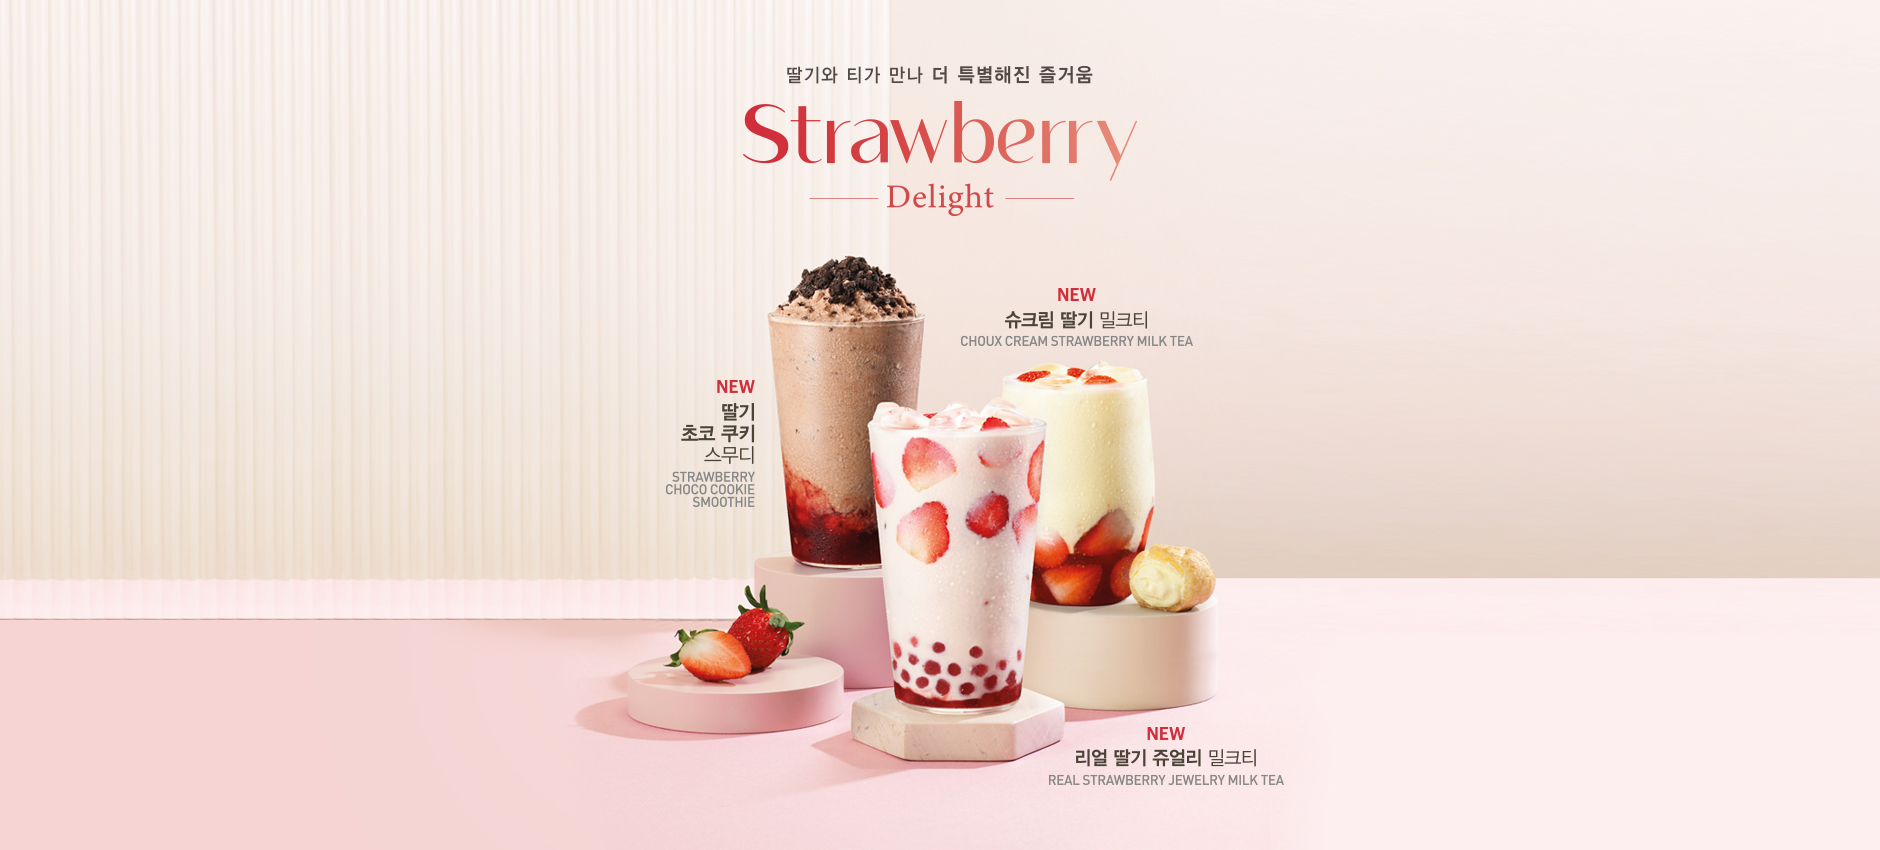 딸기와 티가 만나 더 특별해진 즐거움
Strawberry
Delight
NEW
슈크림 딸기 밀크티
CHOUX CREAM STRAWBERRY MILK TEA
NEW
딸기
초코 쿠키
스무디
STRAWBERRY
CHOCO COOKIE
SMOOTHIE
NEW
리얼 딸기 쥬얼리 밀크티
REAL STRAWBERRY JEWELRY MILK TEA